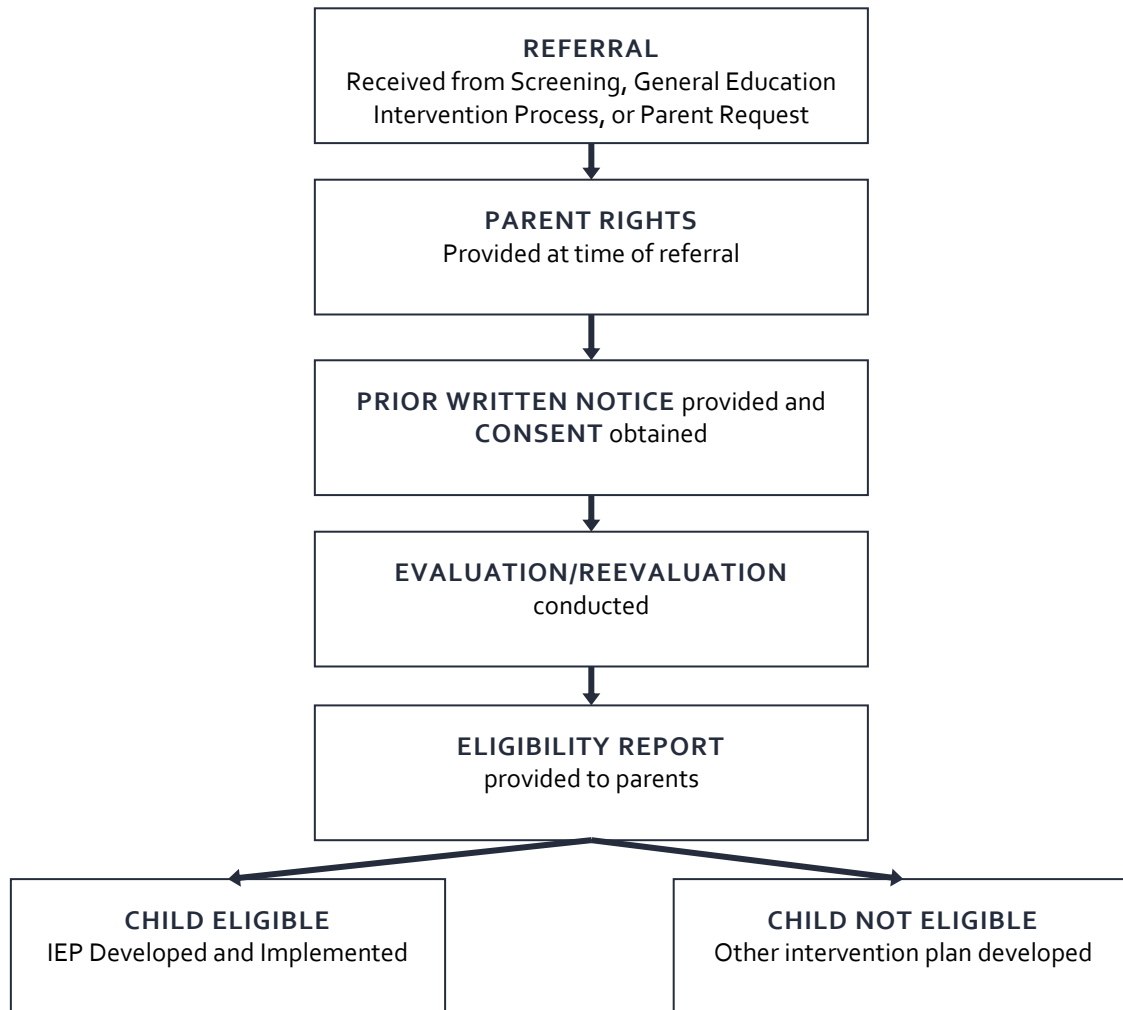 REFERRAL
Received from Screening, General Education
Intervention Process, or Parent Request
PARENT RIGHTS
Provided at time of referral
PRIOR WRITTEN NOTICE provided and
CONSENT obtained
EVALUATION/REEVALUATION
conducted
ELIGIBILITY REPORT
provided to parents
CHILD ELIGIBLE
IEP Developed and Implemented
CHILD NOT ELIGIBLE
Other intervention plan developed